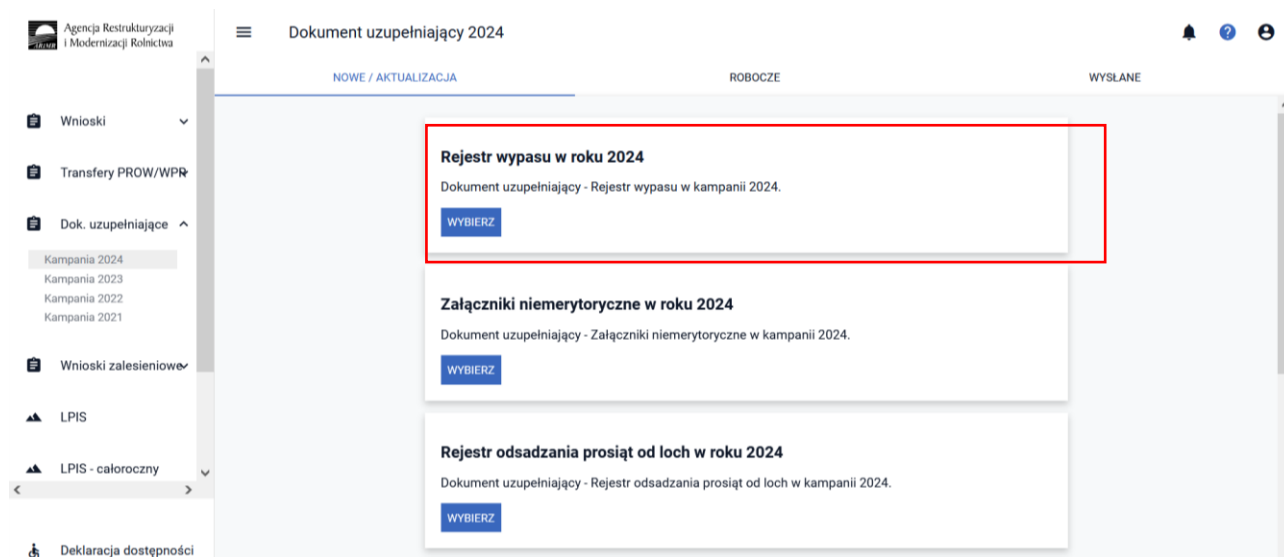 Agencja Restrukturyzacji
i Modernizacji Rolnictwa
ARiMR
Dokument uzupełniający 2024
NOWE / AKTUALIZACJA
ROBOCZE
WYSŁANE
Wnioski
Transfery PROW/WPR
Dok. uzupełniające
Kampania 2024
Kampania 2023
Kampania 2022
Kampania 2021
Wnioski zalesieniowe
LPIS
LPIS - całoroczny
Deklaracja dostępności
Rejestr wypasu w roku 2024
Dokument uzupełniający - Rejestr wypasu w kampanii 2024.
WYBIERZ
Załączniki niemerytoryczne w roku 2024
Dokument uzupełniający - Załączniki niemerytoryczne w kampanii 2024.
WYBIERZ
Rejestr odsadzania prosiąt od loch w roku 2024
Dokument uzupełniający - Rejestr odsadzania prosiąt od loch w kampanii 2024.
WYBIERZ